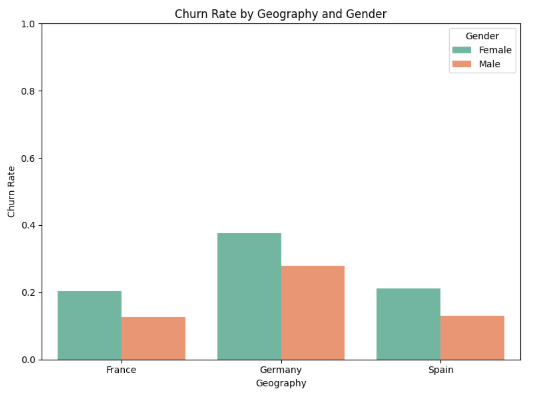 Churn Rate by Geography and Gender
1.0
0.8
0.6
0.4
0.2
0.0
Churn Rate
Gender
Female
Male
France
Germany
Spain
Geography